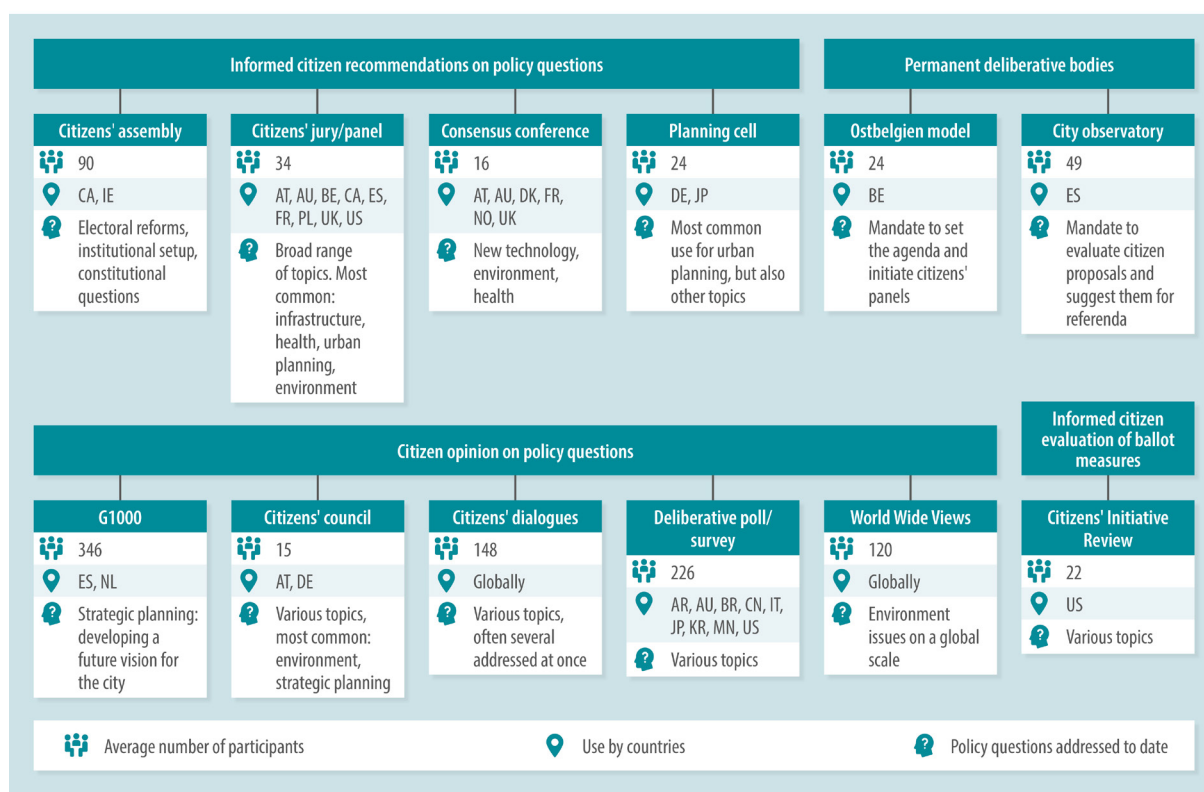 Informed citizen recommendations on policy questions
Permanent deliberative bodies
Citizens' assembly
90
CA, IE
Electoral reforms,
institutional setup,
constitutional
questions
Citizens' jury/panel
34
AT, AU, BE, CA, ES,
FR, PL, UK, US
Broad range
of topics. Most
common:
infrastructure,
health, urban
planning,
environment
Consensus conference
16
AT, AU, DK, FR,
NO, UK
New technology,
environment,
health
Planning cell
24
DE, JP
Most common
use for urban
planning, but also
other topics
Ostbelgien model
24
BE
Mandate to set
the agenda and
initiate citizens'
panels
City observatory
49
ES
Mandate to
evaluate citizen
proposals and
suggest them for
referenda
Citizen opinion on policy questions
Informed citizen
evaluation of ballot
measures
G1000
346
ES, NL
Strategic planning:
developing a
future vision for
the city
Citizens' council
15
AT, DE
Various topics,
most common:
environment,
strategic planning
Citizens' dialogues
148
Globally
Various topics,
often several
addressed at once
Deliberative poll/
survey
226
AR, AU, BR, CN, IT,
JP, KR, MN, US
Various topics
World Wide Views
120
Globally
Environment
issues on a global
scale
Citizens' Initiative
Review
22
US
Various topics
Average number of participants
Use by countries
Policy questions addressed to date